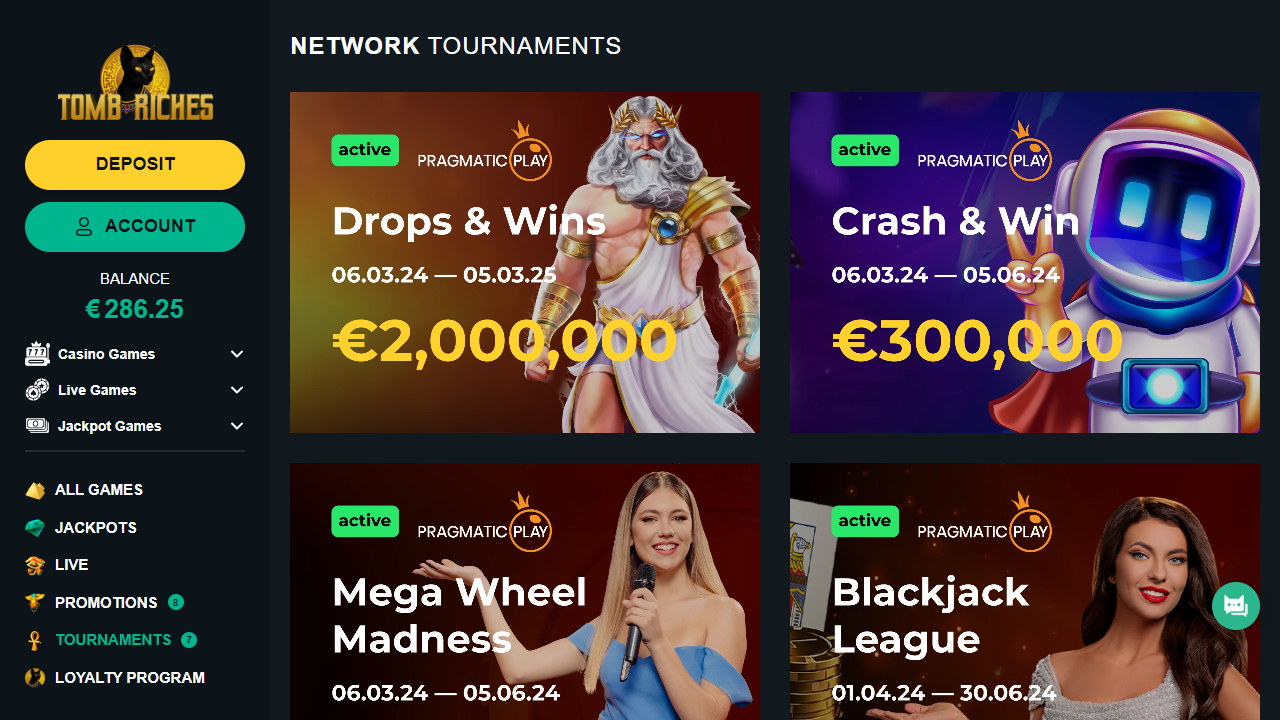 TOMB RICHES
DEPOSIT
ACCOUNT
BALANCE
€ 286.25
Casino Games
Live Games
Jackpot Games
ALL GAMES
JACKPOTS
LIVE
PROMOTIONS 8
TOURNAMENTS 7
LOYALTY PROGRAM
NETWORK TOURNAMENTS
active PRAGMATIC PLAY
Drops & Wins
06.03.24 — 05.03.25
€2,000,000
active PRAGMATIC PLAY
Crash & Win
06.03.24 — 05.06.24
€300,000
active PRAGMATIC PLAY
Mega Wheel
Madness
06.03.24 — 05.06.24
active PRAGMATIC PLAY
Blackjack
League
01.04.24 — 30.06.24